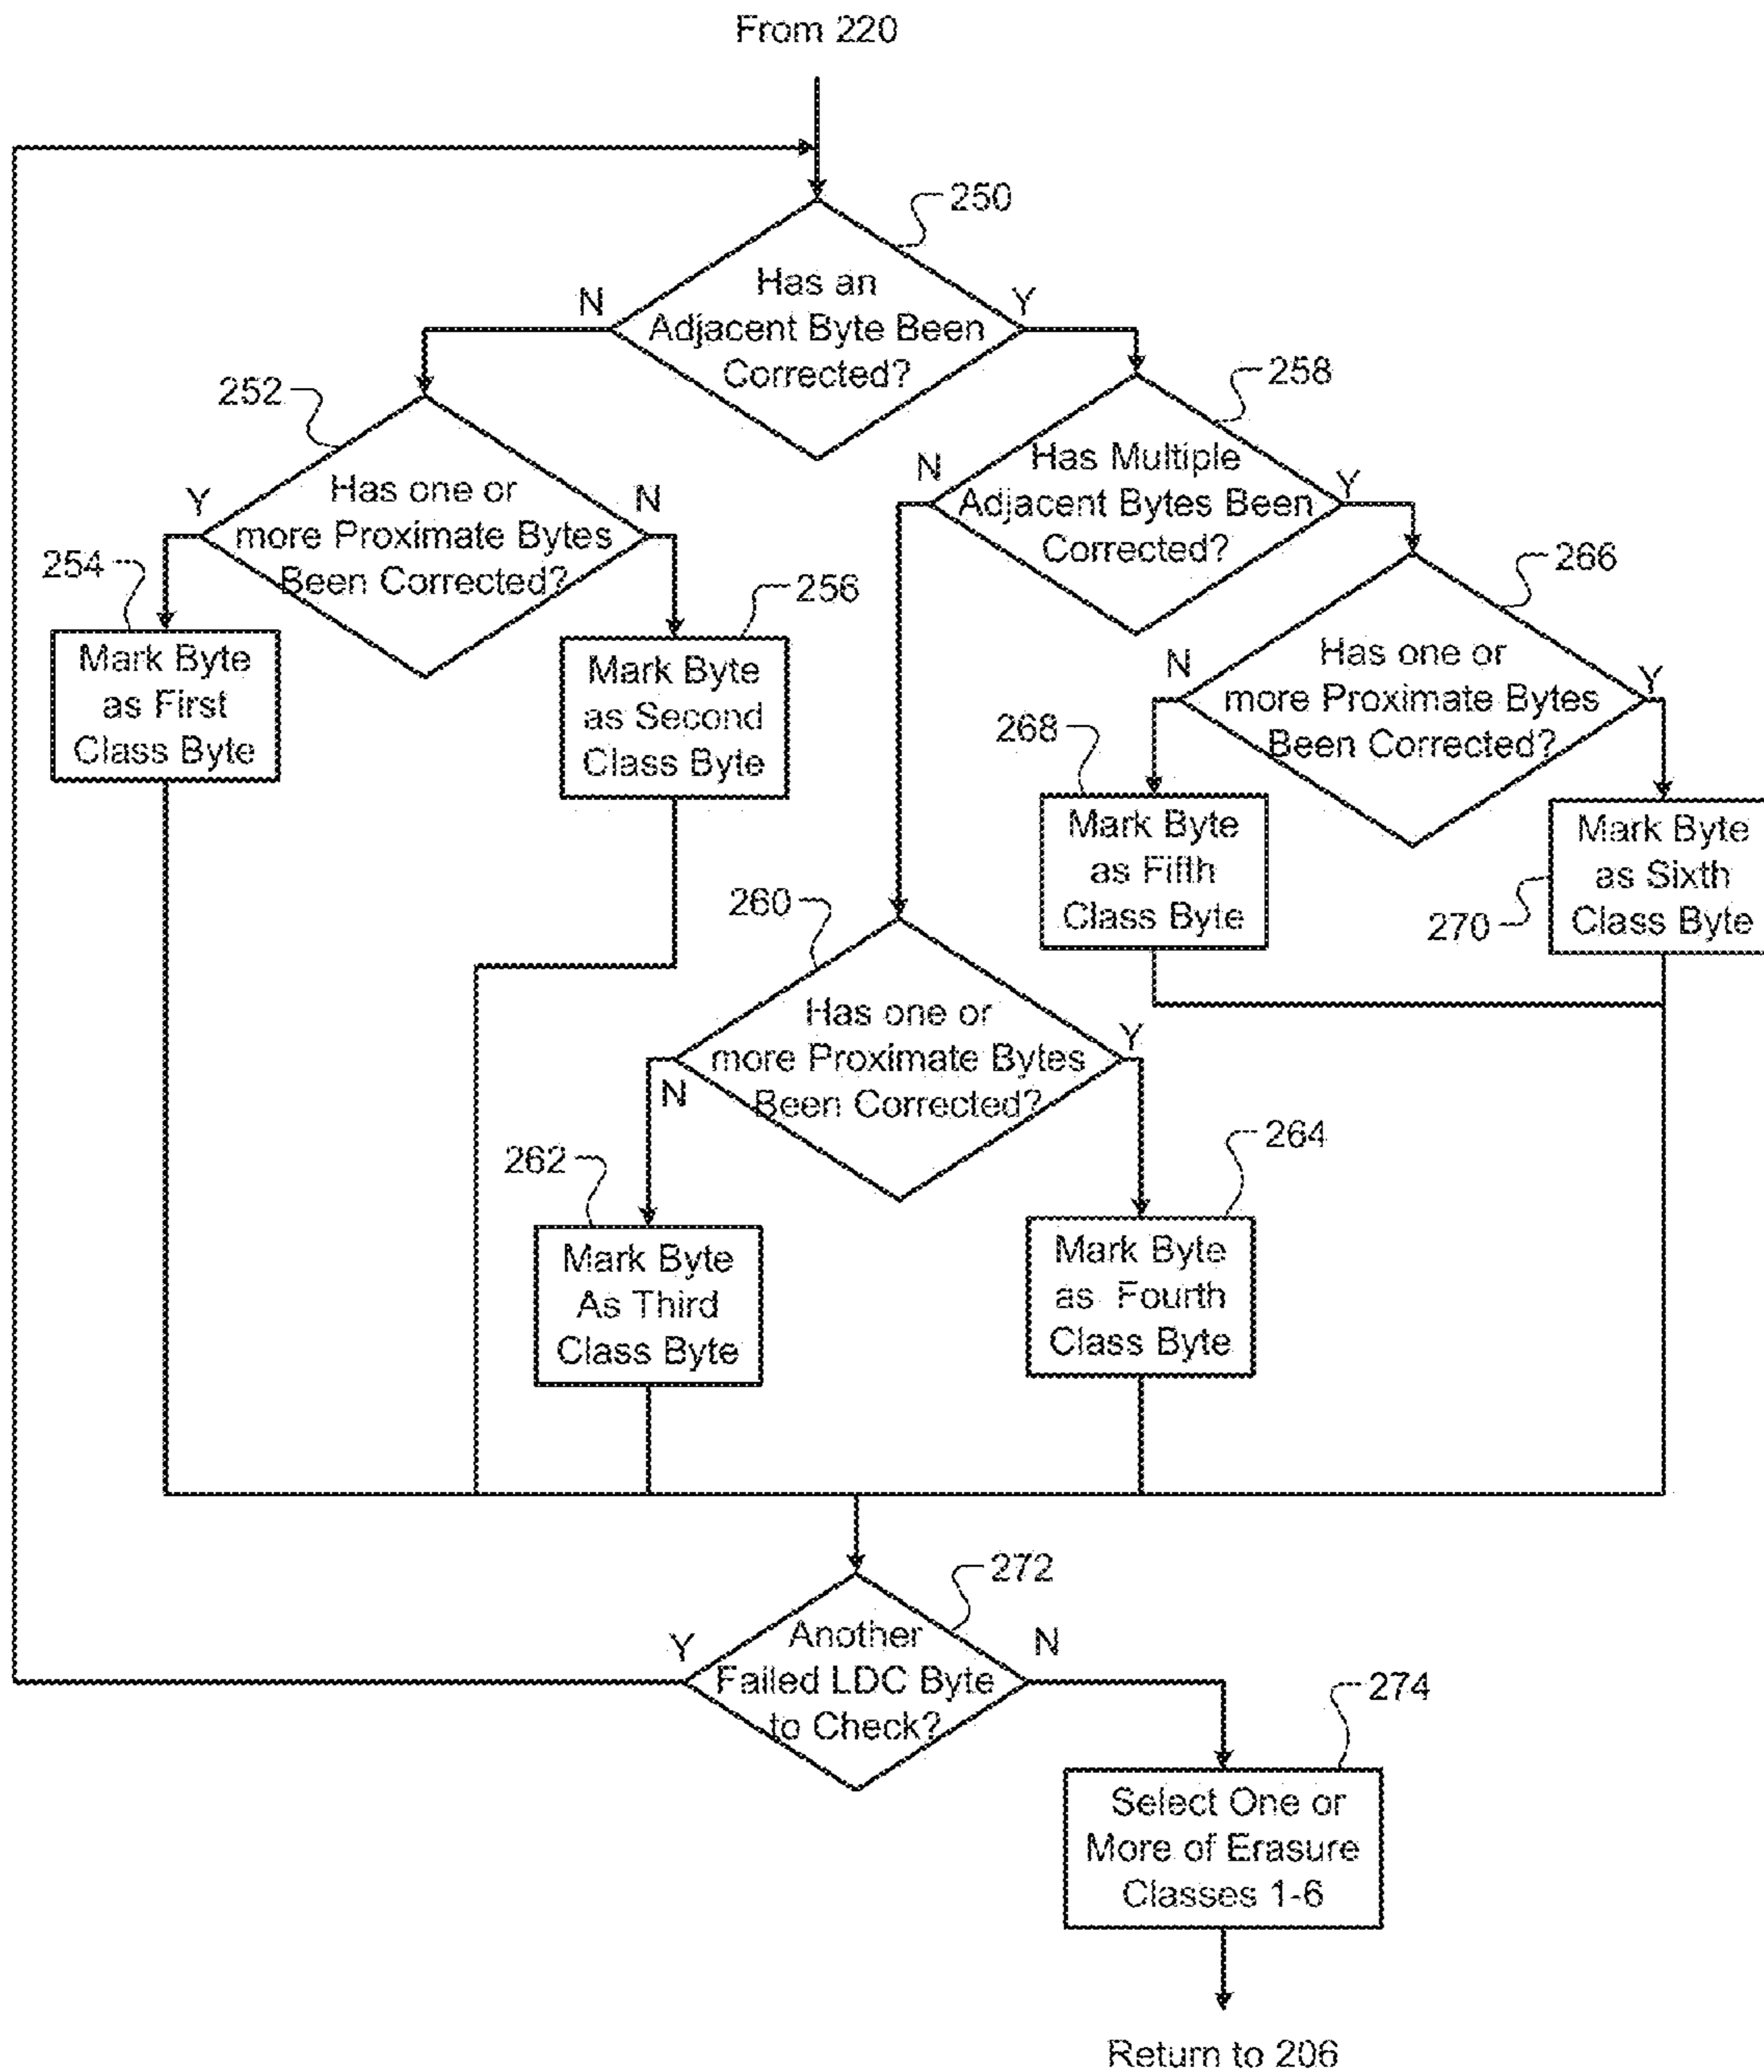 From 220
250
Has an
Adjacent Byte Been
Corrected?
N
Y
252
Has one or
more Proximate Bytes
Been Corrected?
Y
N
258
Has Multiple
Adjacent Bytes Been
Corrected?
N
Y
254
Mark Byte
as First
Class Byte
256
Mark Byte
as Second
Class Byte
266
Has one or
more Proximate Bytes
Been Corrected?
N
Y
268
Mark Byte
as Fifth
Class Byte
270
Mark Byte
as Sixth
Class Byte
260
Has one or
more Proximate Bytes
Been Corrected?
N
Y
262
Mark Byte
As Third
Class Byte
264
Mark Byte
as Fourth
Class Byte
272
Another
Failed LDC Byte
to Check?
Y
N
274
Select One or
More of Erasure
Classes 1-6
Return to 206